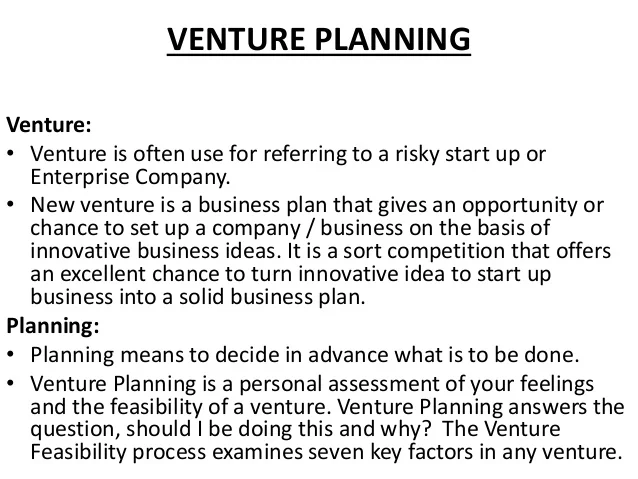 VENTURE PLANNING
Venture:
• Venture is often use for referring to a risky start up or
Enterprise Company.
• New venture is a business plan that gives an opportunity or
chance to set up a company / business on the basis of
innovative business ideas. It is a sort competition that offers
an excellent chance to turn innovative idea to start up
business into a solid business plan.
Planning:
• Planning means to decide in advance what is to be done.
• Venture Planning is a personal assessment of your feelings
and the feasibility of a venture. Venture Planning answers the
question, should I be doing this and why?  The Venture
Feasibility process examines seven key factors in any venture.